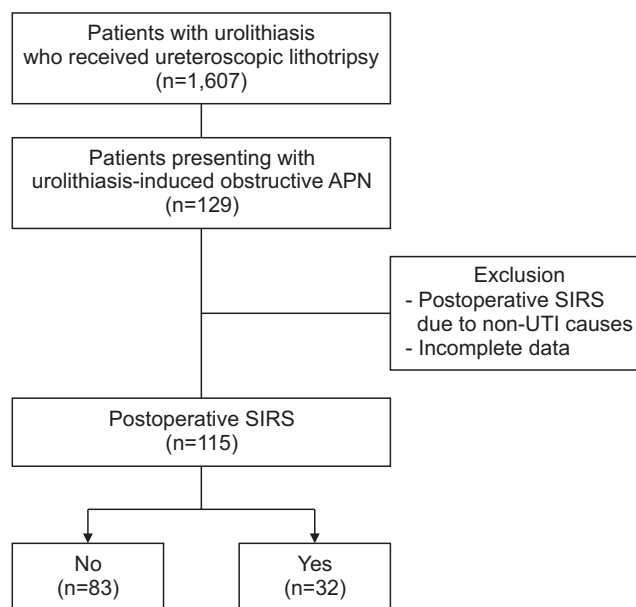 Patients with urolithiasis
who received ureteroscopic lithotripsy
(n=1,607)
Patients presenting with
urolithiasis-induced obstructive APN
(n=129)
Exclusion
- Postoperative SIRS
due to non-UTI causes
- Incomplete data
Postoperative SIRS
(n=115)
No
(n=83)
Yes
(n=32)